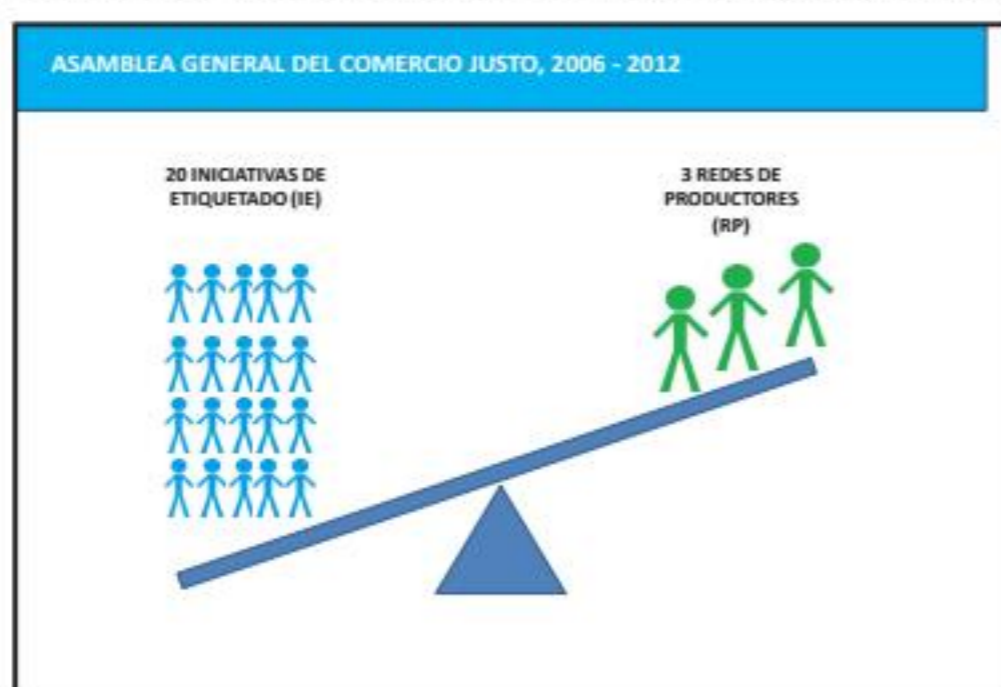 ASAMBLEA GENERAL DEL COMERCIO JUSTO, 2006 - 2012
20 INICIATIVAS DE
ETIQUETADO (IE)
3 REDES DE
PRODUCTORES
(RP)